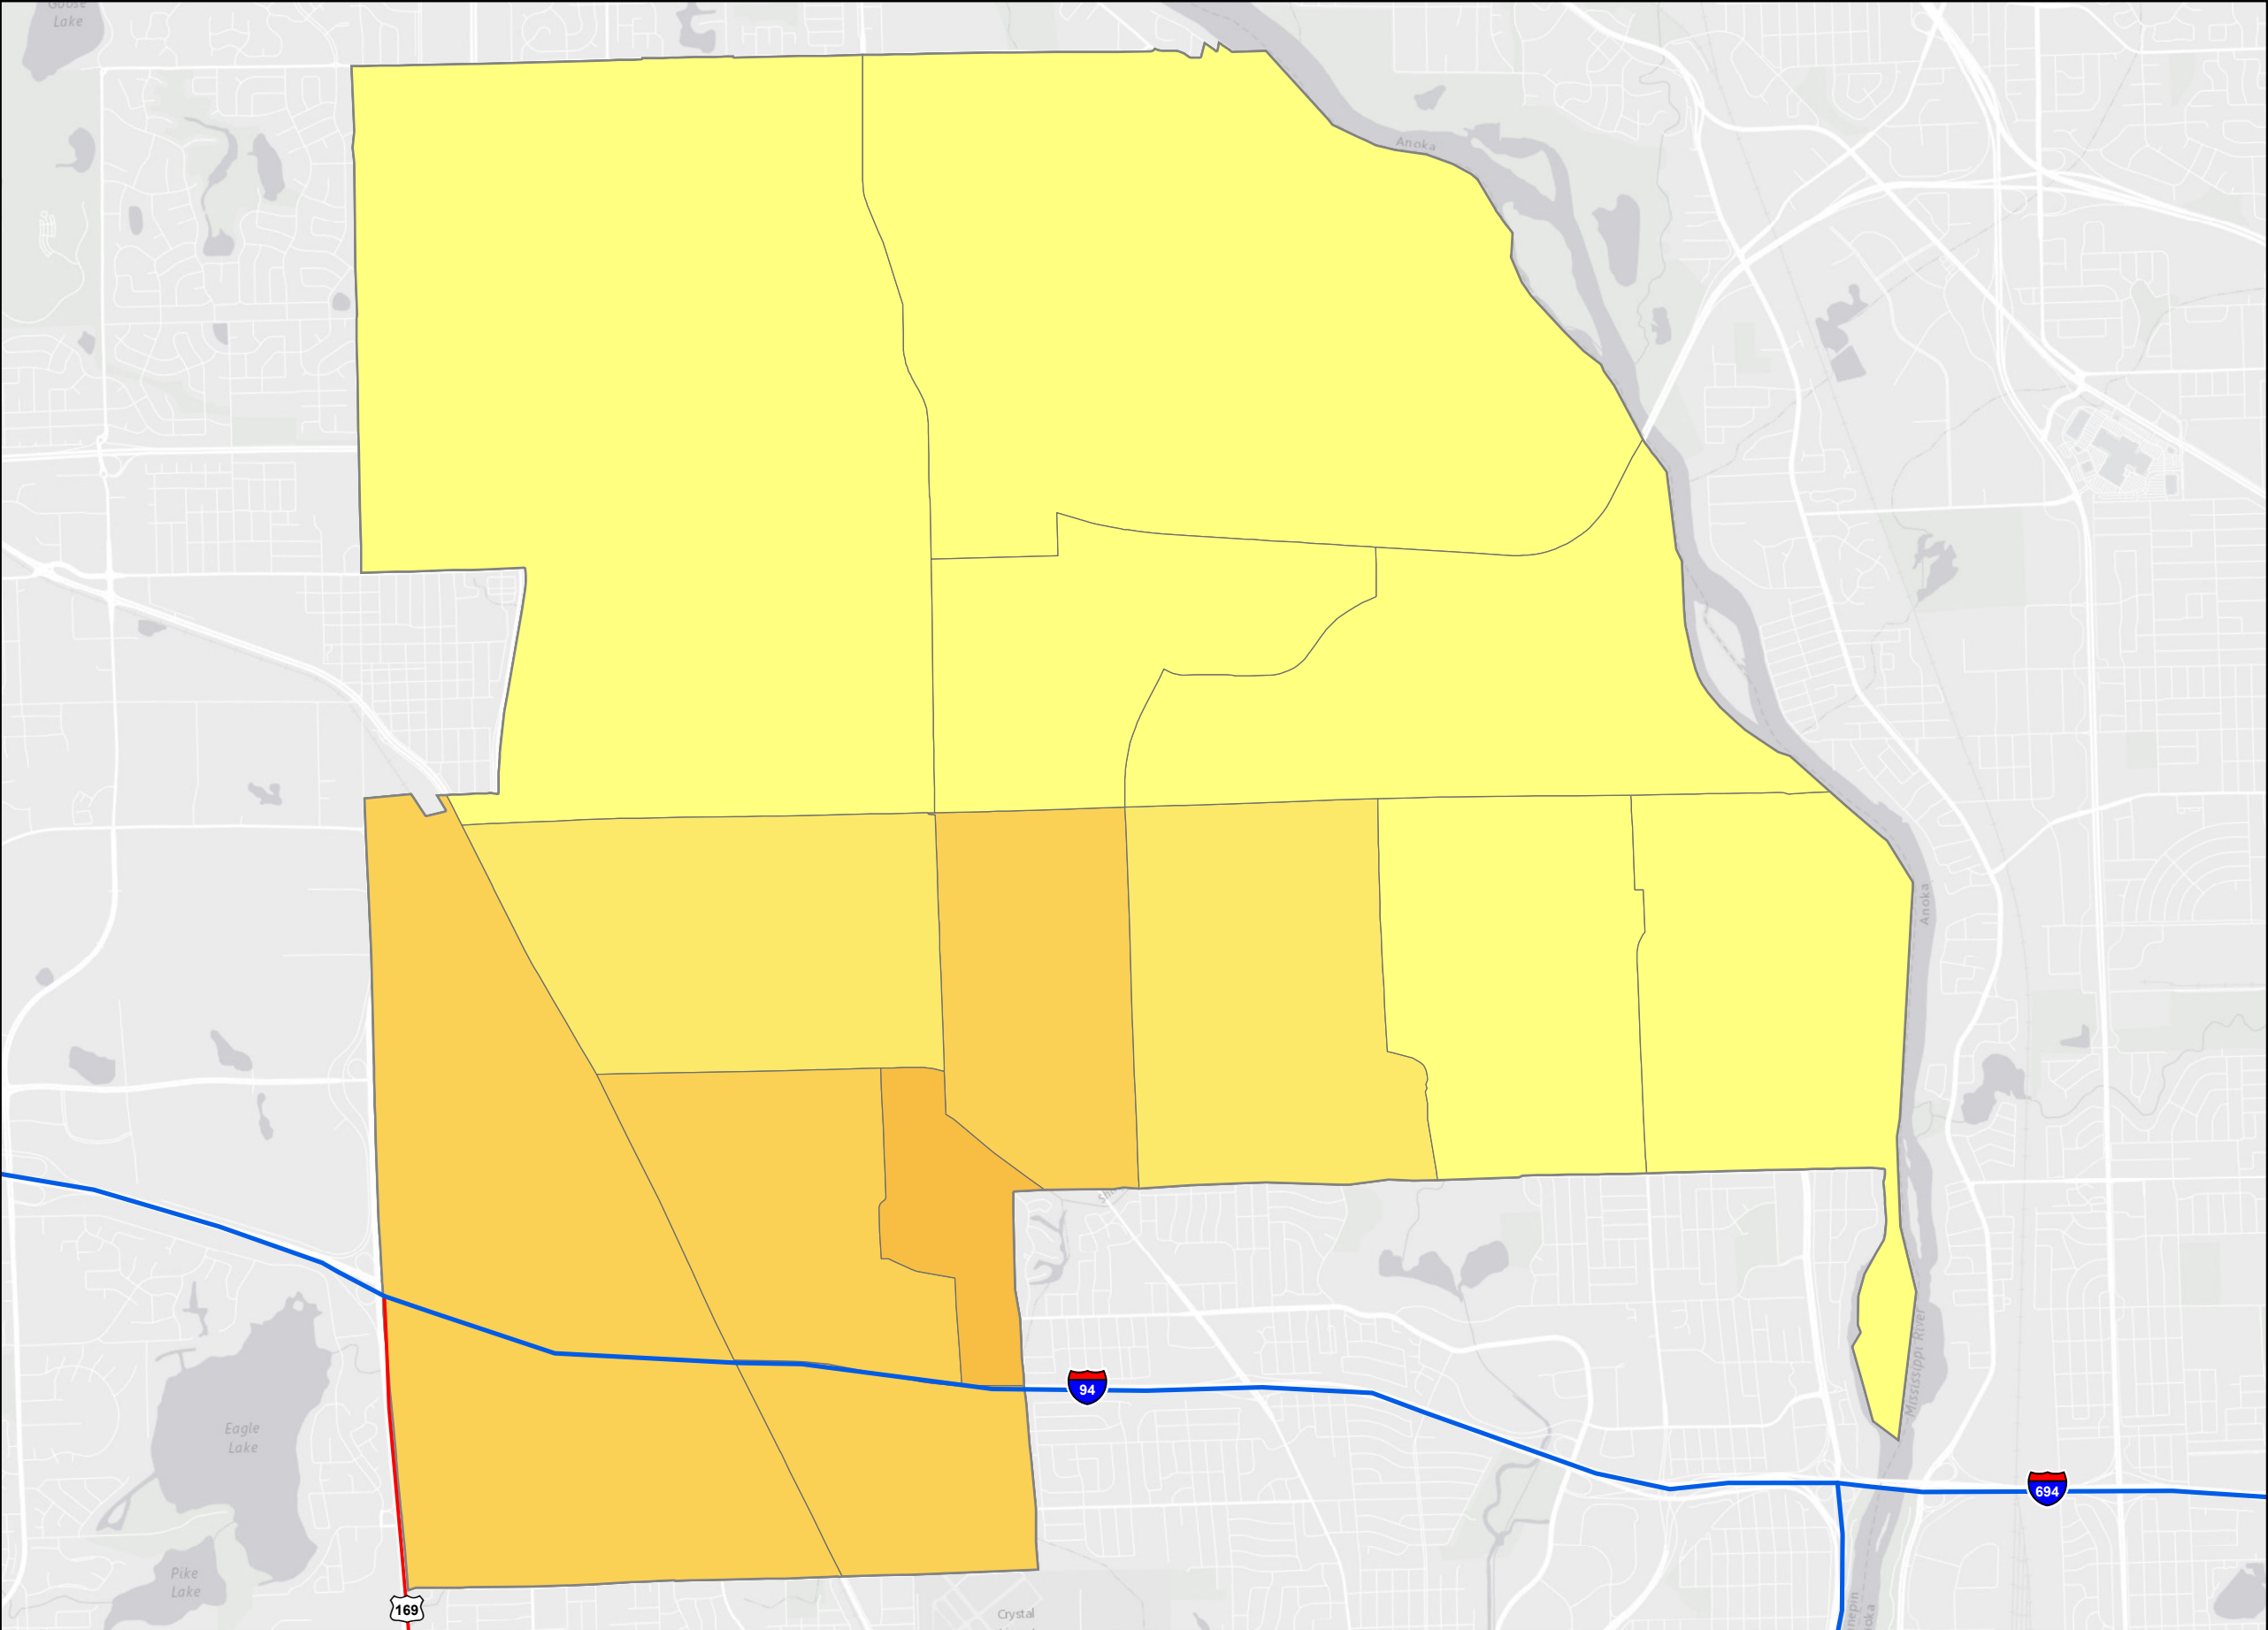 Goose
Lake
Anoka
Anoka
Mississippi River
94
Eagle
Lake
694
Pike
Lake
169
Crystal